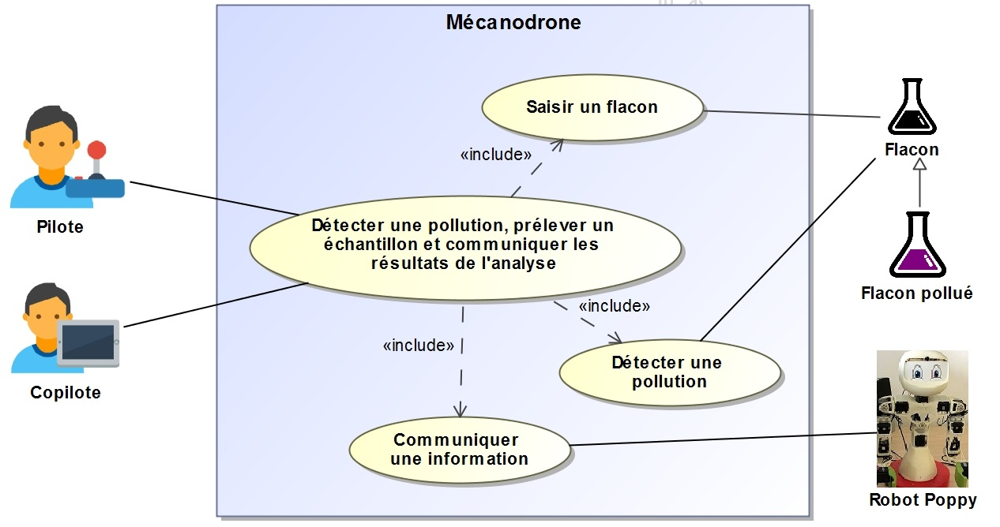 Mécanodrone
Saisir un flacon
Flacon
«include»
Pilote
Détecter une pollution, prélever un
échantillon et communiquer les
résultats de l'analyse
Flacon pollué
«include»
«include»
Copilote
Détecter une
pollution
Communiquer
une information
Robot Poppy